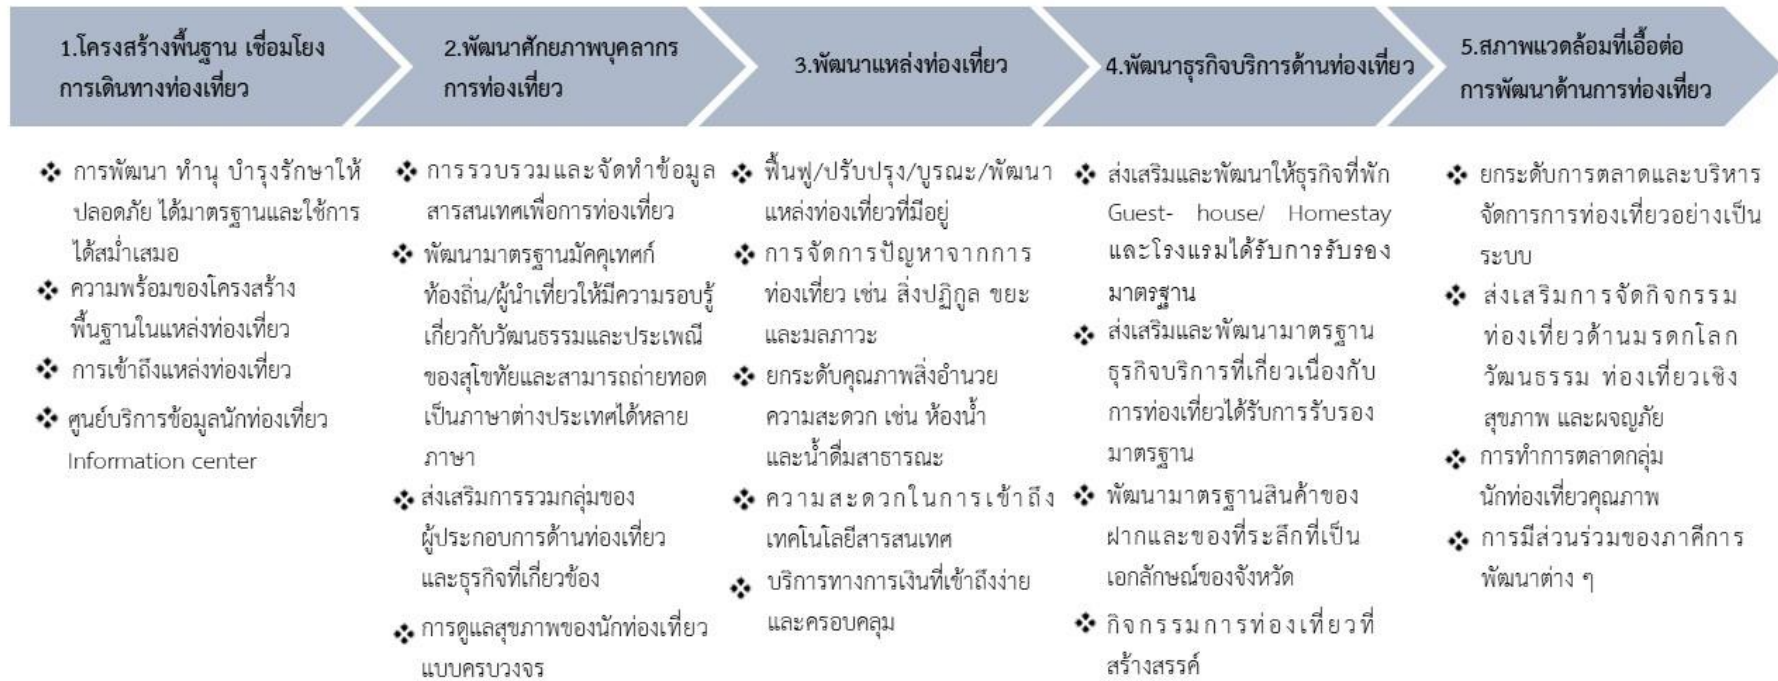 1.โครงสร้างพื้นฐาน เชื่อมโยง
การเดินทางท่องเที่ยว
2.พัฒนาศักยภาพบุคลากร
การท่องเที่ยว
3.พัฒนาแหล่งท่องเที่ยว
4.พัฒนาธุรกิจบริการด้านท่องเที่ยว
5.สภาพแวดล้อมที่เอื้อต่อ
การพัฒนาด้านการท่องเที่ยว
❖ การพัฒนา ทำนุ บำรุงรักษาให้
ปลอดภัย ได้มาตรฐานและใช้การ
ได้สม่ำเสมอ
❖ ความพร้อมของโครงสร้าง
พื้นฐานในแหล่งท่องเที่ยว
❖ การเข้าถึงแหล่งท่องเที่ยว
❖ ศูนย์บริการข้อมูลนักท่องเที่ยว
Information center
❖ การรวบรวมและจัดทำข้อมูล
สารสนเทศเพื่อการท่องเที่ยว
❖ พัฒนามาตรฐานมัคคุเทศก์
ท้องถิ่น/ผู้นำเที่ยวให้มีความรอบรู้
เกี่ยวกับวัฒนธรรมและประเพณี
ของสุโขทัยและสามารถถ่ายทอด
เป็นภาษาต่างประเทศได้หลาย
ภาษา
❖ ส่งเสริมการรวมกลุ่มของ
ผู้ประกอบการด้านท่องเที่ยว
และธุรกิจที่เกี่ยวข้อง
❖ การดูแลสุขภาพของนักท่องเที่ยว
แบบครบวงจร
❖ ฟื้นฟู/ปรับปรุง/บูรณะ/พัฒนา
แหล่งท่องเที่ยวที่มีอยู่
❖ การจัดการปัญหาจากการ
ท่องเที่ยว เช่น สิ่งปฏิกูล ขยะ
และมลภาวะ
❖ ยกระดับคุณภาพสิ่งอำนวย
ความสะดวก เช่น ห้องน้ำ
และน้ำดื่มสาธารณะ
❖ ความสะดวกในการเข้าถึง
เทคโนโลยีสารสนเทศ
❖ บริการทางการเงินที่เข้าถึงง่าย
และครอบคลุม
❖ ส่งเสริมและพัฒนาให้ธุรกิจที่พัก
Guest- house/ Homestay
และโรงแรมได้รับการรับรอง
มาตรฐาน
❖ ส่งเสริมและพัฒนามาตรฐาน
ธุรกิจบริการที่เกี่ยวเนื่องกับ
การท่องเที่ยวได้รับการรับรอง
มาตรฐาน
❖ พัฒนามาตรฐานสินค้าของ
ฝากและของที่ระลึกที่เป็น
เอกลักษณ์ของจังหวัด
❖ กิจกรรมการท่องเที่ยวที่
สร้างสรรค์
❖ ยกระดับการตลาดและบริหาร
จัดการการท่องเที่ยวอย่างเป็น
ระบบ
❖ ส่งเสริมการจัดกิจกรรม
ท่องเที่ยวด้านมรดกโลก
วัฒนธรรม ท่องเที่ยวเชิง
สุขภาพ และผจญภัย
❖ การทำการตลาดกลุ่ม
นักท่องเที่ยวคุณภาพ
❖ การมีส่วนร่วมของภาคีการ
พัฒนาต่าง ๆ